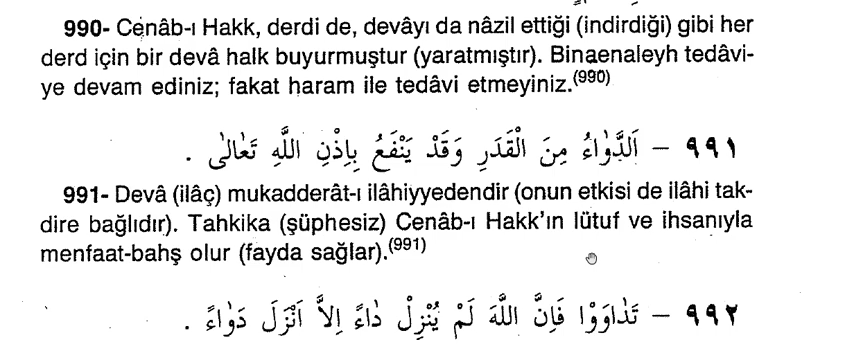 990- Cenâb-ı Hakk, derdi de, devâyı da nâzil ettiği (indirdiği) gibi her
derd için bir devâ halk buyurmuştur (yaratmıştır). Binaenaleyh tedâvi-
ye devam ediniz; fakat haram ile tedâvi etmeyiniz.(990)
٩٩١ – اَلدَّوٰاءُ مِنَ الْقَدَرِ وَقَدْ يَنْفَعُ بِاِذْنِ اللَّهِ تَعٰالٰى .
991- Devâ (ilâç) mukadderât-ı ilâhiyyedendir (onun etkisi de ilâhi tak-
dire bağlıdır). Tahkika (şüphesiz) Cenâb-ı Hakk'ın lütuf ve ihsanıyla
menfaat-bahş olur (fayda sağlar).(991)
٩٩٢ – تَدٰاوَوْا فَاِنَّ اللَّهَ لَمْ يُنْزِلْ دٰاءً اِلاَّ اَنْزَلَ دَوٰاءً .